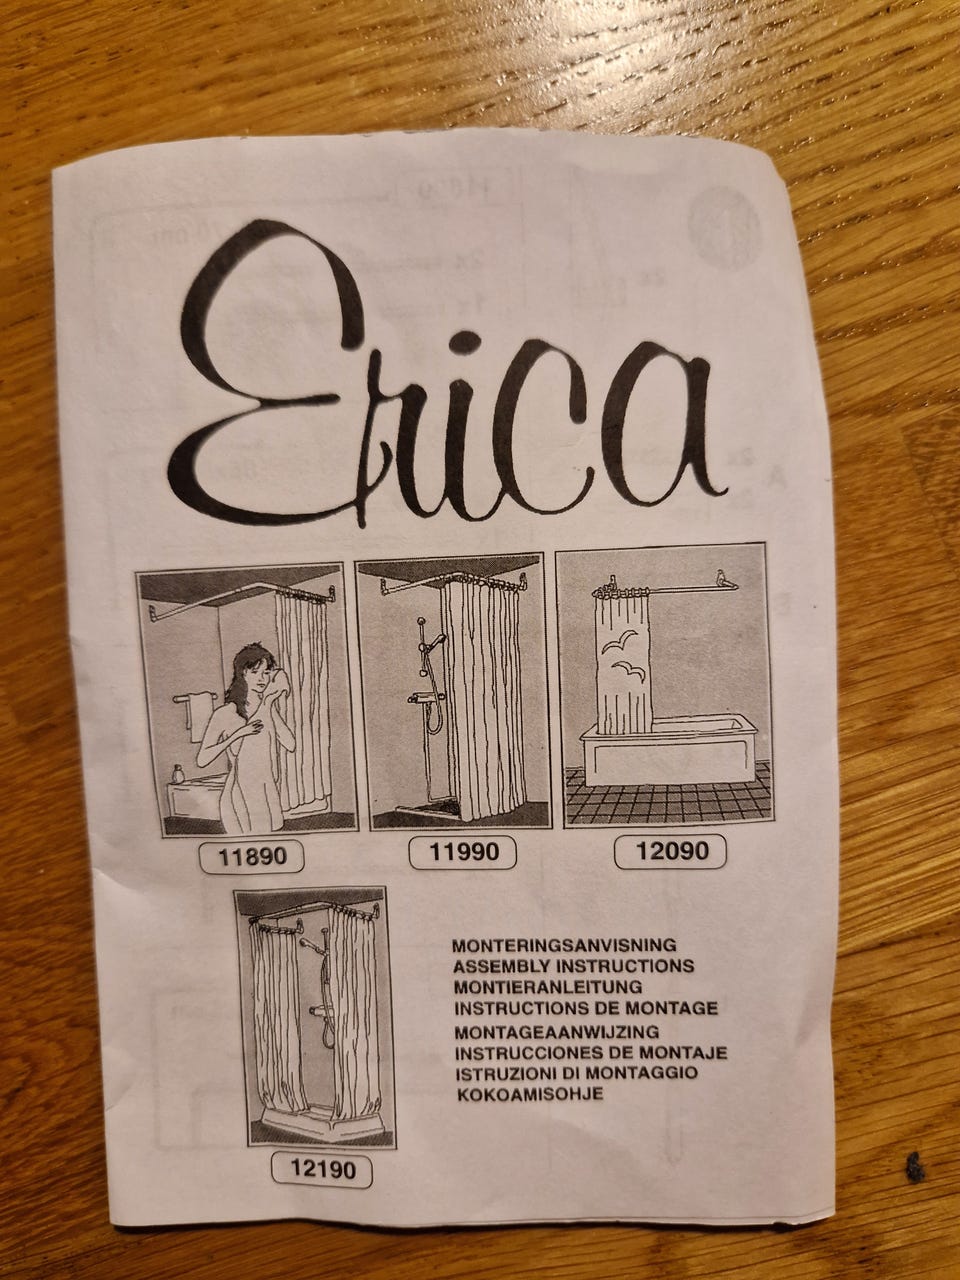 Erica
11890
11990
12090
12190
MONTERINGSANVISNING
ASSEMBLY INSTRUCTIONS
MONTIERANLEITUNG
INSTRUCTIONS DE MONTAGE
MONTAGEAANWIJZING
INSTRUCCIONES DE MONTAJE
ISTRUZIONI DI MONTAGGIO
KOKOAMISOHJE